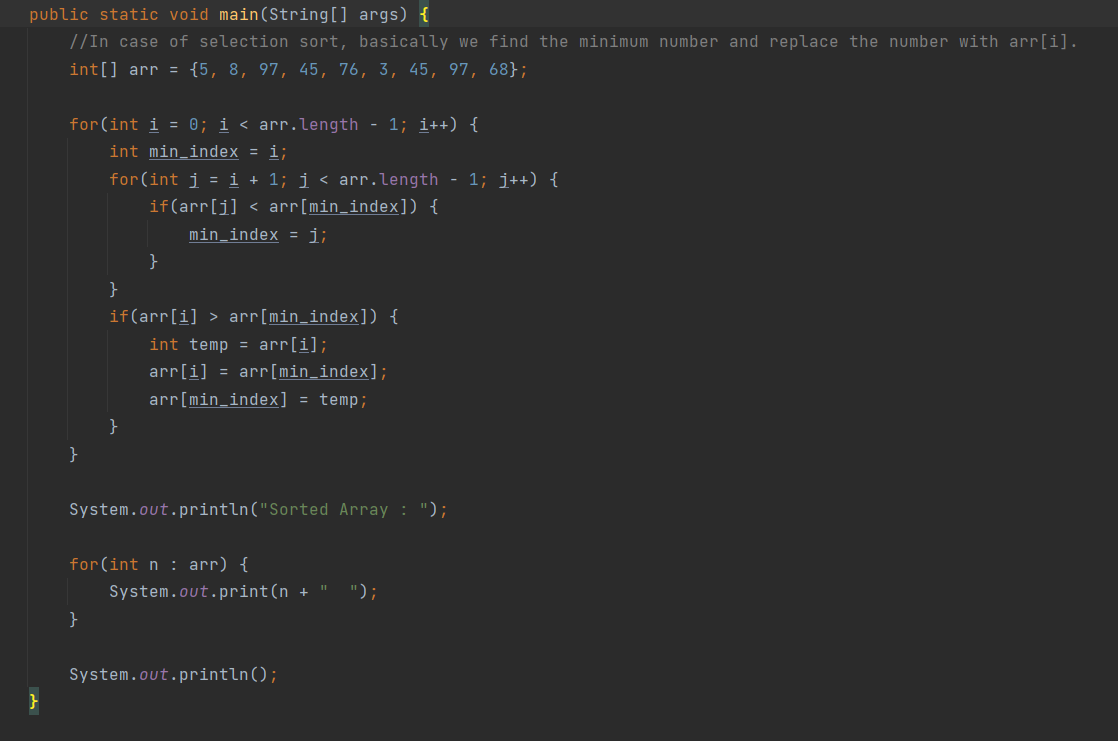 public static void main(String[] args) {
    //In case of selection sort, basically we find the minimum number and replace the number with arr[i].
    int[] arr = {5, 8, 97, 45, 76, 3, 45, 97, 68};

    for(int i = 0; i < arr.length - 1; i++) {
        int min_index = i;
        for(int j = i + 1; j < arr.length - 1; j++) {
            if(arr[j] < arr[min_index]) {
                min_index = j;
            }
        }
        if(arr[i] > arr[min_index]) {
            int temp = arr[i];
            arr[i] = arr[min_index];
            arr[min_index] = temp;
        }
    }

    System.out.println("Sorted Array : ");

    for(int n : arr) {
        System.out.print(n + "  ");
    }

    System.out.println();
}